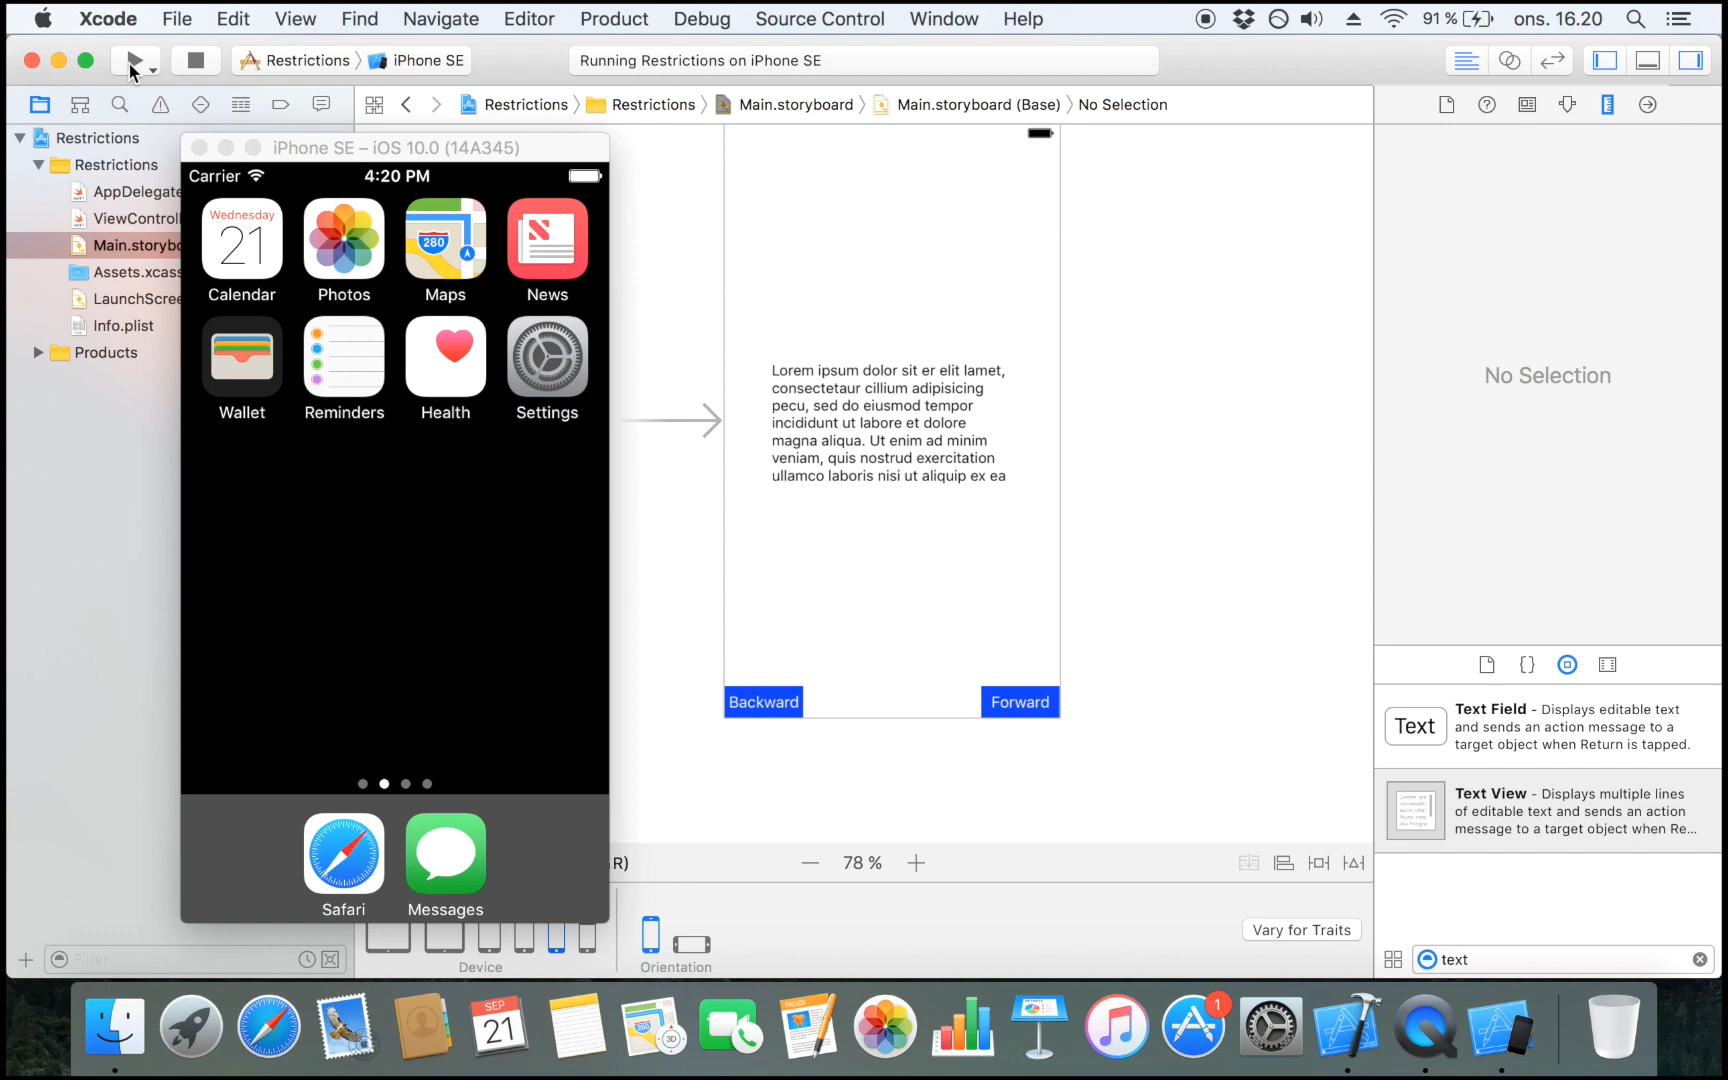 Xcode File Edit View Find Navigate Editor Product Debug Source Control Window Help 91 % ons. 16.20
Restrictions iPhone SE Running Restrictions on iPhone SE
Restrictions Restrictions Main.storyboard Main.storyboard (Base) No Selection
Restrictions
Restrictions
AppDelegate
ViewControll
Main.storybo
Assets.xcass
LaunchScree
Info.plist
Products
Filter
iPhone SE – iOS 10.0 (14A345)
Carrier 4:20 PM
Wednesday
21
280
Calendar Photos Maps News
Wallet Reminders Health Settings
Safari Messages
Lorem ipsum dolor sit er elit lamet,
consectetaur cillium adipisicing
pecu, sed do eiusmod tempor
incididunt ut labore et dolore
magna aliqua. Ut enim ad minim
veniam, quis nostrud exercitation
ullamco laboris nisi ut aliquip ex ea
Backward Forward
R) 78 %
Device Orientation Vary for Traits
No Selection
Text
Text Field - Displays editable text
and sends an action message to a
target object when Return is tapped.
Text View - Displays multiple lines
of editable text and sends an action
message to a target object when Re...
text
SEP
21
280
3D
PAGES
1